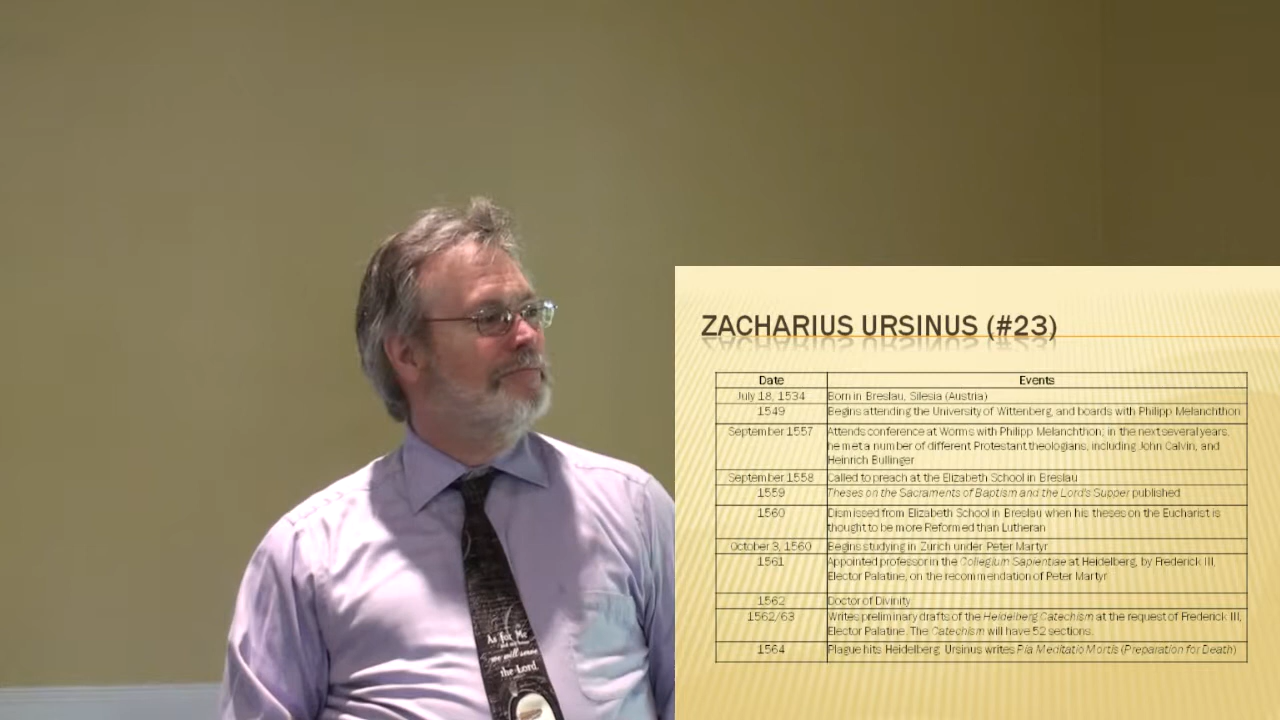 ZACHARIUS URSINUS (#23)
Date Events
July 18, 1534 Born in Breslau, Silesia (Austria)
1549 Begins attending the University of Wittenberg, and boards with Philipp Melanchthon
September 1557 Attends conference at Worms with Philipp Melanchthon; in the next several years,
he met a number of different Protestant theologians, including John Calvin, and
Heinrich Bullinger
September 1558 Called to preach at the Elizabeth School in Breslau
1559 Theses on the Sacraments of Baptism and the Lord's Supper published
1560 Dismissed from Elizabeth School in Breslau when his theses on the Eucharist is
thought to be more Reformed than Lutheran
October 3, 1560 Begins studying in Zurich under Peter Martyr
1561 Appointed professor in the Collegium Sapientiae at Heidelberg, by Frederick III,
Elector Palatine, on the recommendation of Peter Martyr
1562 Doctor of Divinity
1562/63 Writes preliminary drafts of the Heidelberg Catechism at the request of Frederick III,
Elector Palatine. The Catechism will have 52 sections.
1564 Plague hits Heidelberg. Ursinus writes Pia Meditatio Mortis (Preparation for Death)
As for Me
we will serve
the Lord